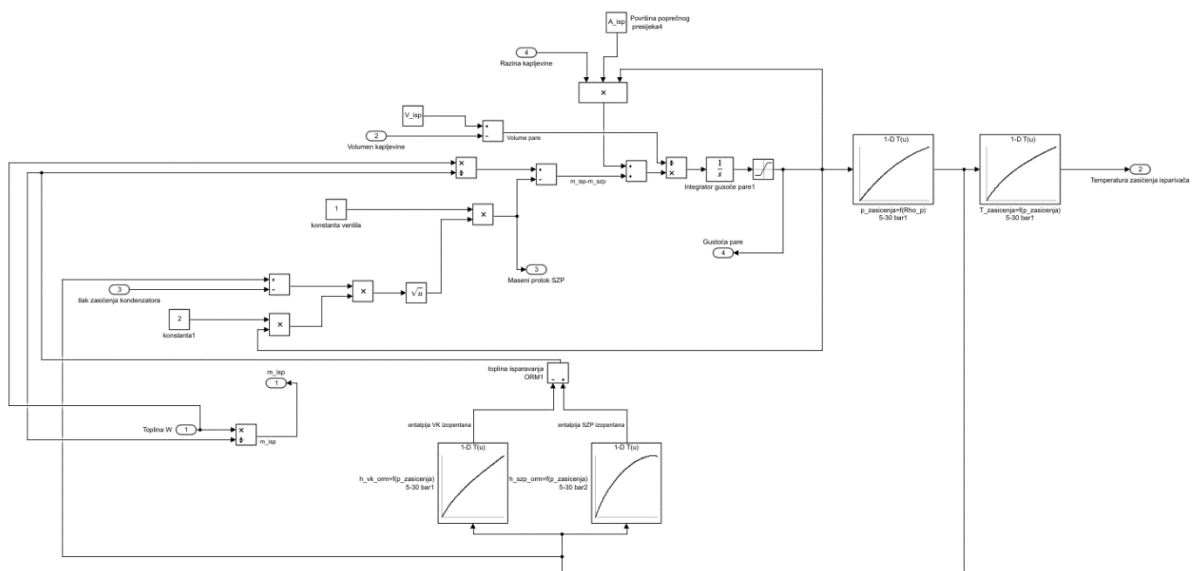 A_isp
Površina poprečnog
presijeka4
4
Razina kapljevine
×
V_isp
2
Volumen kapljevine
Volume pare
1-D T(u)
1-D T(u)
m_isp-m_szp
1
s
Integrator gusoče pare1
2
Temperatura zasićenja isparivača
p_zasicenja=f(Rho_p)
5-30 bar1
T_zasicenja=f(p_zasicenja)
5-30 bar1
1
konstanta ventila
×
Gustoća pare
4
3
Maseni protok SZP
3
tlak zasićenja kondenzatora
×
√u
2
konstanta1
×
toplina isparavanja
ORM1
m_isp
1
Toplina W
1
m_isp
entalpija VK izopentana
entalpija SZP izopentana
1-D T(u)
1-D T(u)
h_vk_orm=f(p_zasicenja)
5-30 bar1
h_szp_orm=f(p_zasicenja)
5-30 bar2